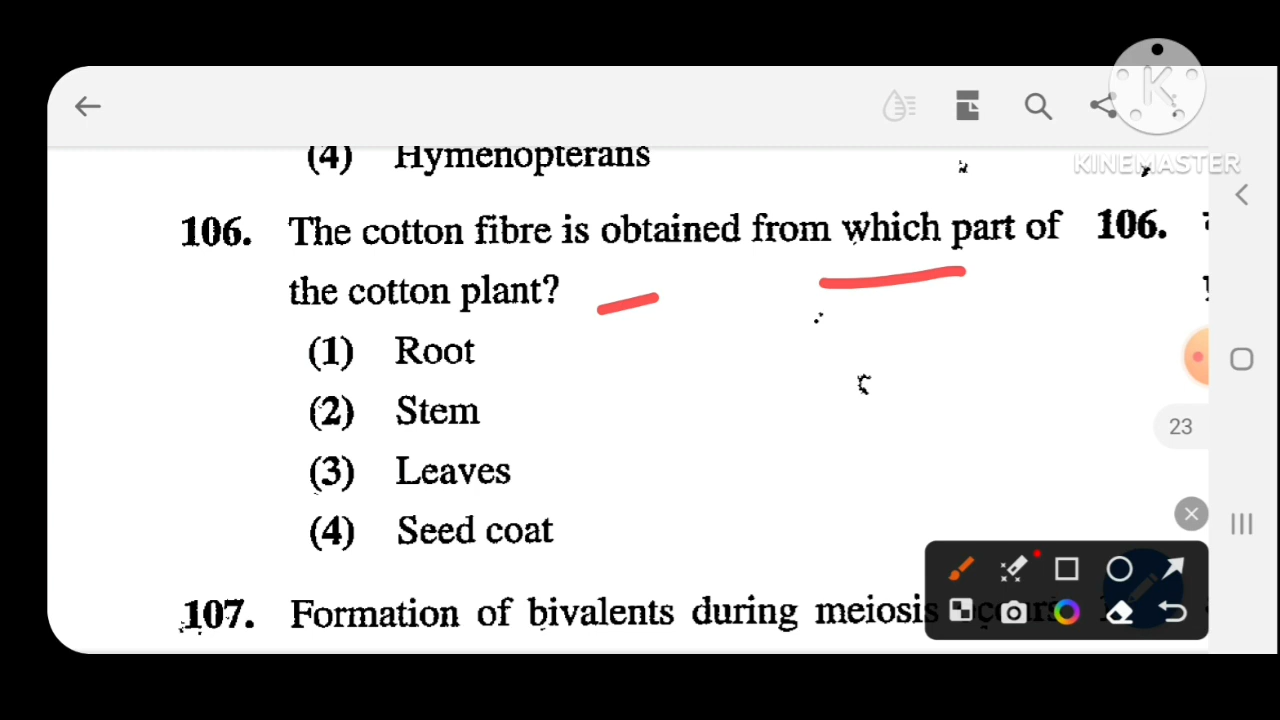 KINEMASTER
(4) Hymenopterans
106. The cotton fibre is obtained from which part of 106.
the cotton plant?
(1) Root
(2) Stem
23
(3) Leaves
(4) Seed coat
107. Formation of bivalents during meiosis occurs